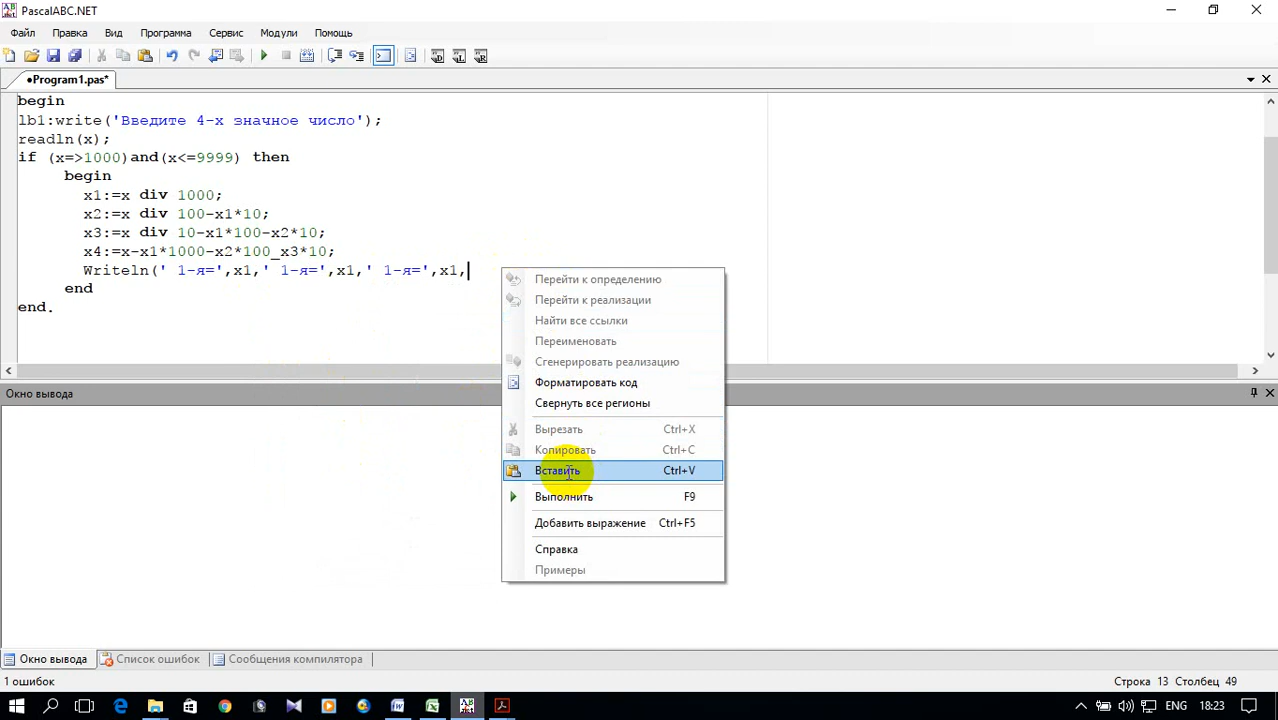 PascalABC.NET
Файл Правка Вид Программа Сервис Модули Помощь
•Program1.pas*
begin
lb1:write('Введите 4-х значное число');
readln(x);
if (x=>1000)and(x<=9999) then
begin
x1:=x div 1000;
x2:=x div 100-x1*10;
x3:=x div 10-x1*100-x2*10;
x4:=x-x1*1000-x2*100_x3*10;
Writeln(' 1-я=',x1,' 1-я=',x1,' 1-я=',x1,
end
end.
Перейти к определению
Перейти к реализации
Найти все ссылки
Переименовать
Сгенерировать реализацию
Форматировать код
Свернуть все регионы
Вырезать Ctrl+X
Копировать Ctrl+C
Вставить Ctrl+V
Выполнить F9
Добавить выражение Ctrl+F5
Справка
Примеры
Окно вывода
Окно вывода Список ошибок Сообщения компилятора
1 ошибок Строка 13 Столбец 49
ENG 18:23